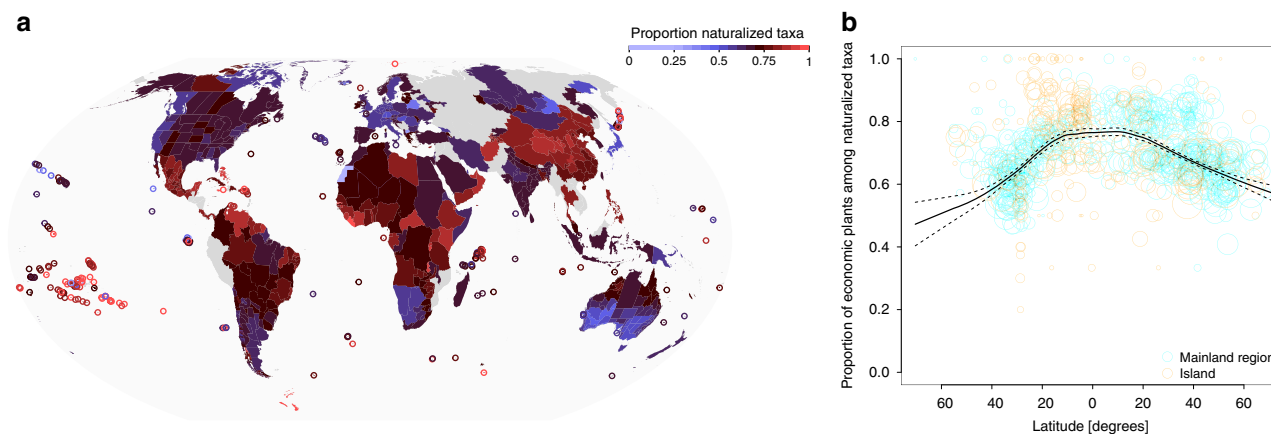 a
Proportion naturalized taxa
0 0.25 0.5 0.75 1
b
Proportion of economic plants among naturalized taxa
1.0
0.8
0.6
0.4
0.2
0.0
Mainland region
Island
60 40 20 0 20 40 60
Latitude [degrees]